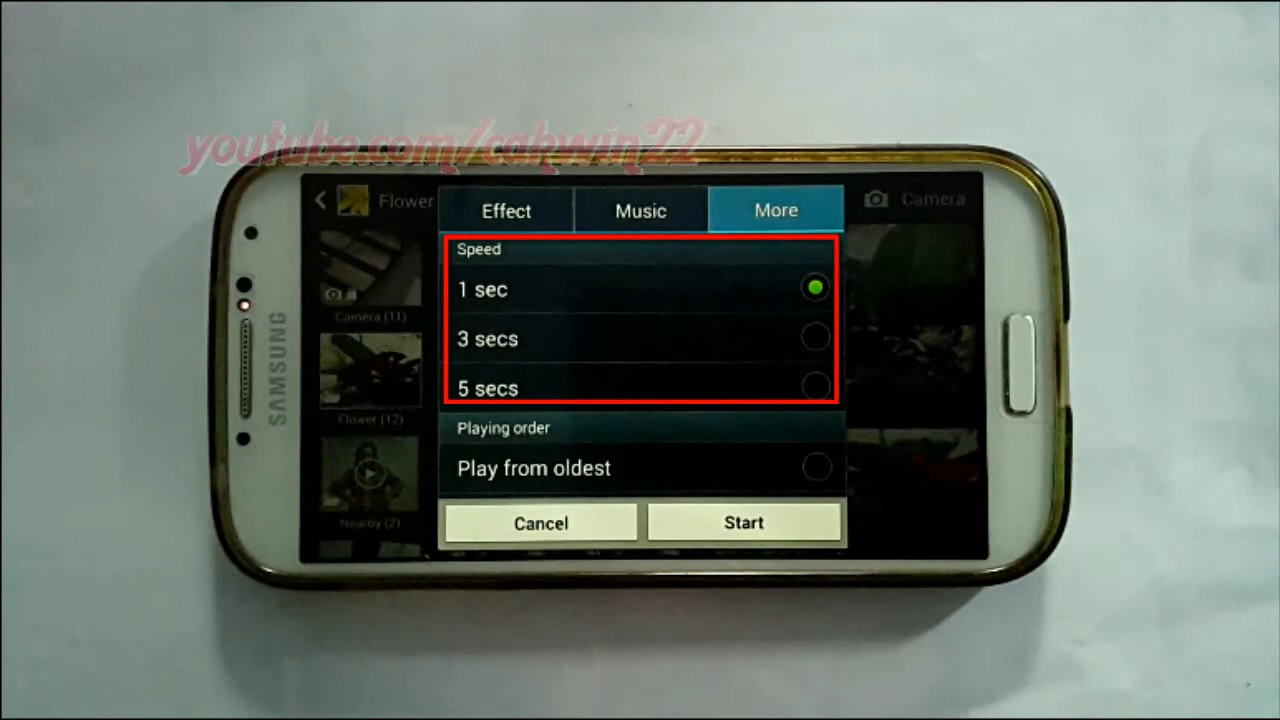 youtube.com/cahwin22
SAMSUNG
Flower
Effect
Music
More
Camera
Speed
1 sec
3 secs
5 secs
Camera (11)
Flower (12)
Nearby (2)
Playing order
Play from oldest
Cancel
Start